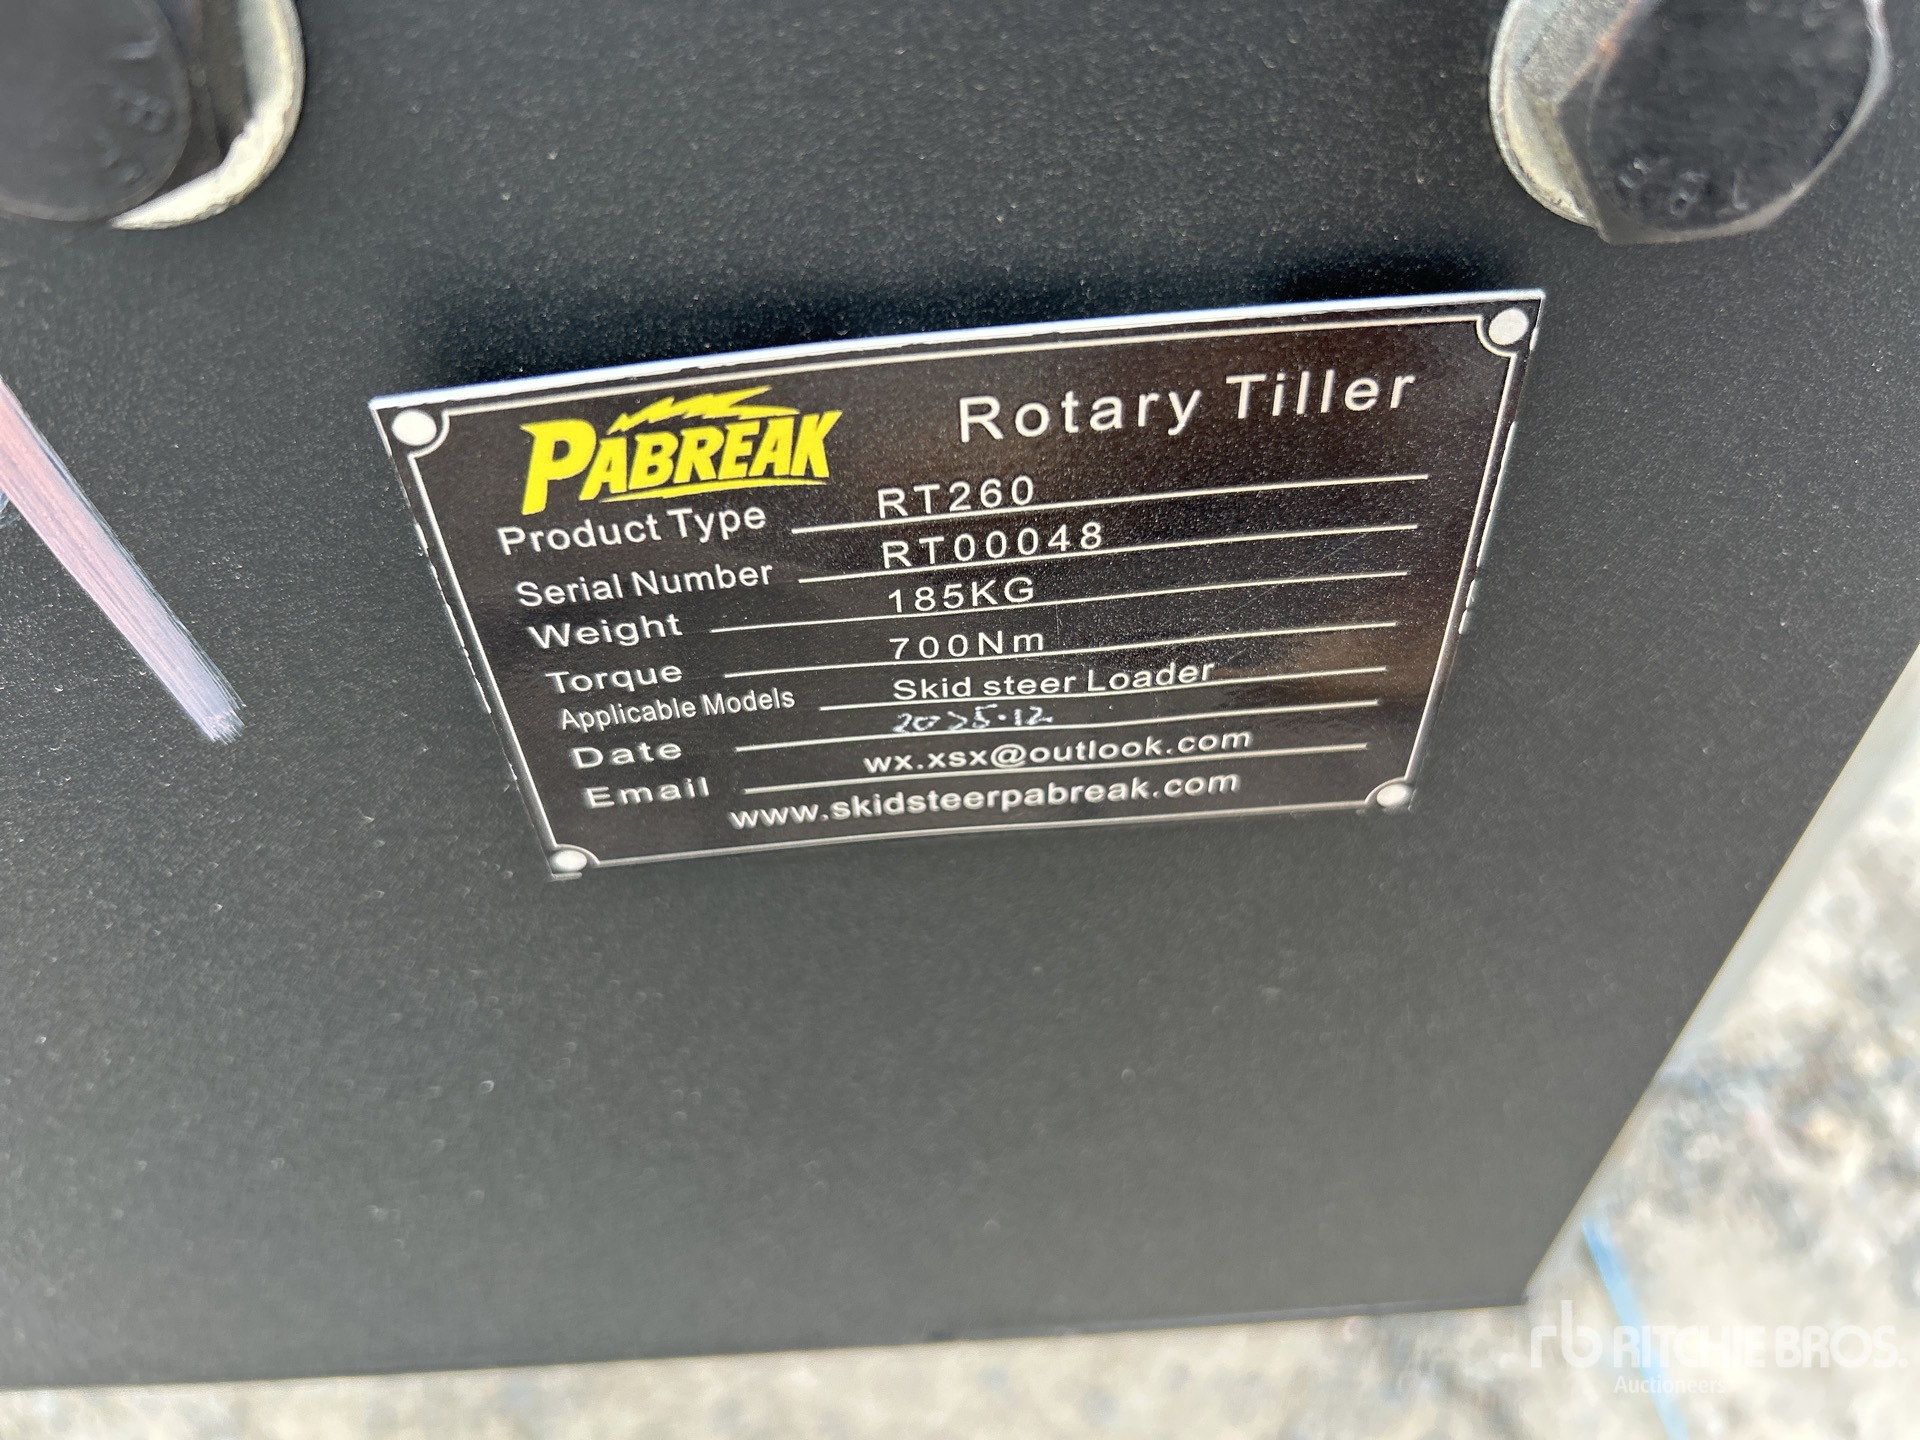 PABREAK Rotary Tiller
Product Type RT260
Serial Number RT00048
Weight 185KG
Torque 700Nm
Applicable Models Skid steer Loader
Date 2025.12
Email wx.xsx@outlook.com
www.skidsteerpabreak.com
rb RITCHIE BROS.
Auctioneers